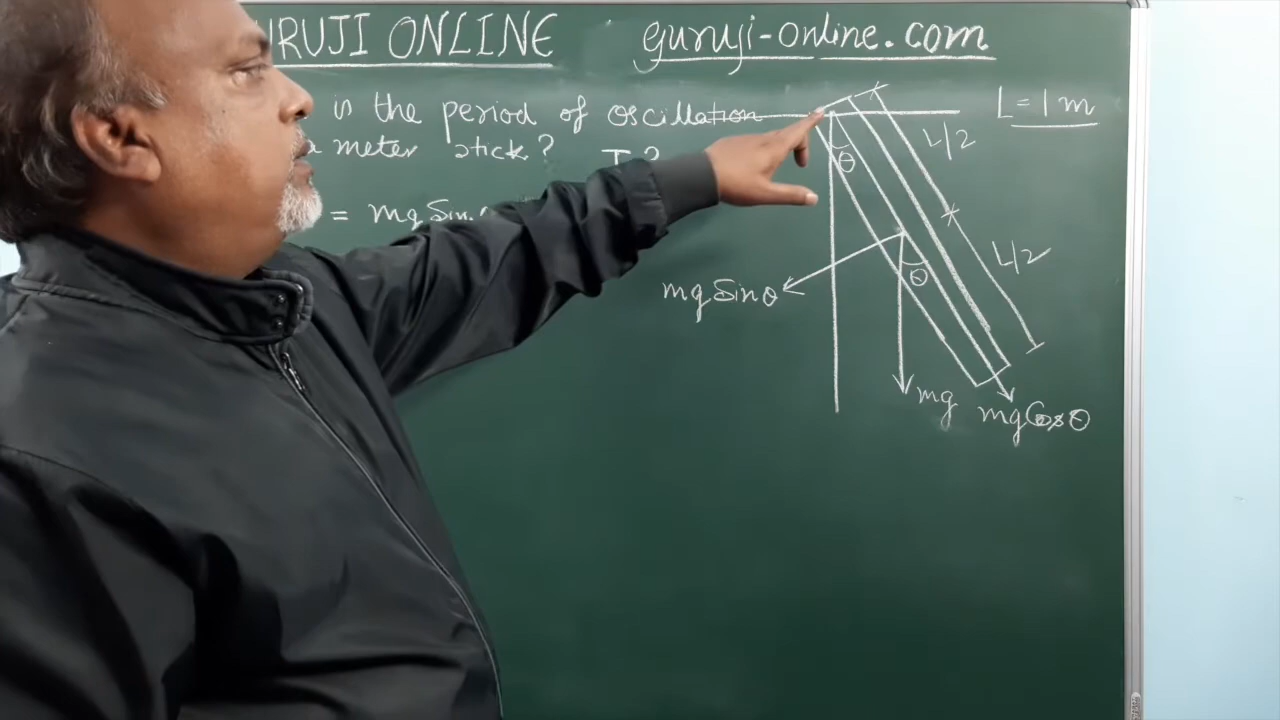 RUJI ONLINE
guruji-online.com
is the period of oscillation
a meter stick? T?
= mg Sin
L = 1 m
L/2
L/2
θ
θ
mg Sinθ
mg
mg Cosθ